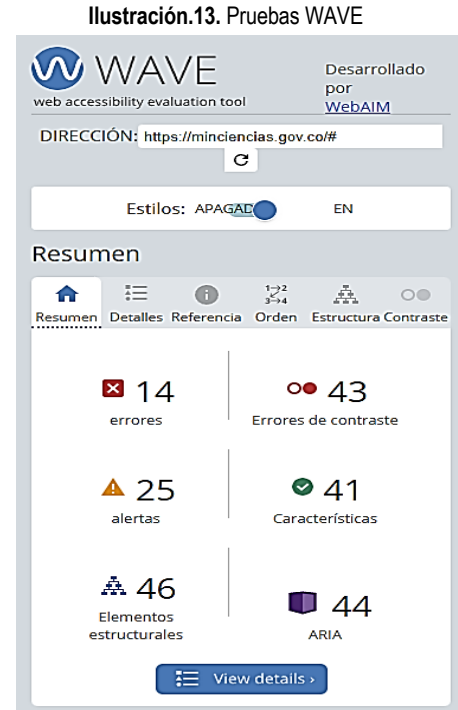 Ilustración.13. Pruebas WAVE
WAVE
web accessibility evaluation tool
Desarrollado
por
WebAIM
DIRECCIÓN: https://minciencias.gov.co/#
Estilos: APAGAD EN
Resumen
Resumen Detalles Referencia Orden Estructura Contraste
14
errores
43
Errores de contraste
25
alertas
41
Características
46
Elementos
estructurales
44
ARIA
View details ›